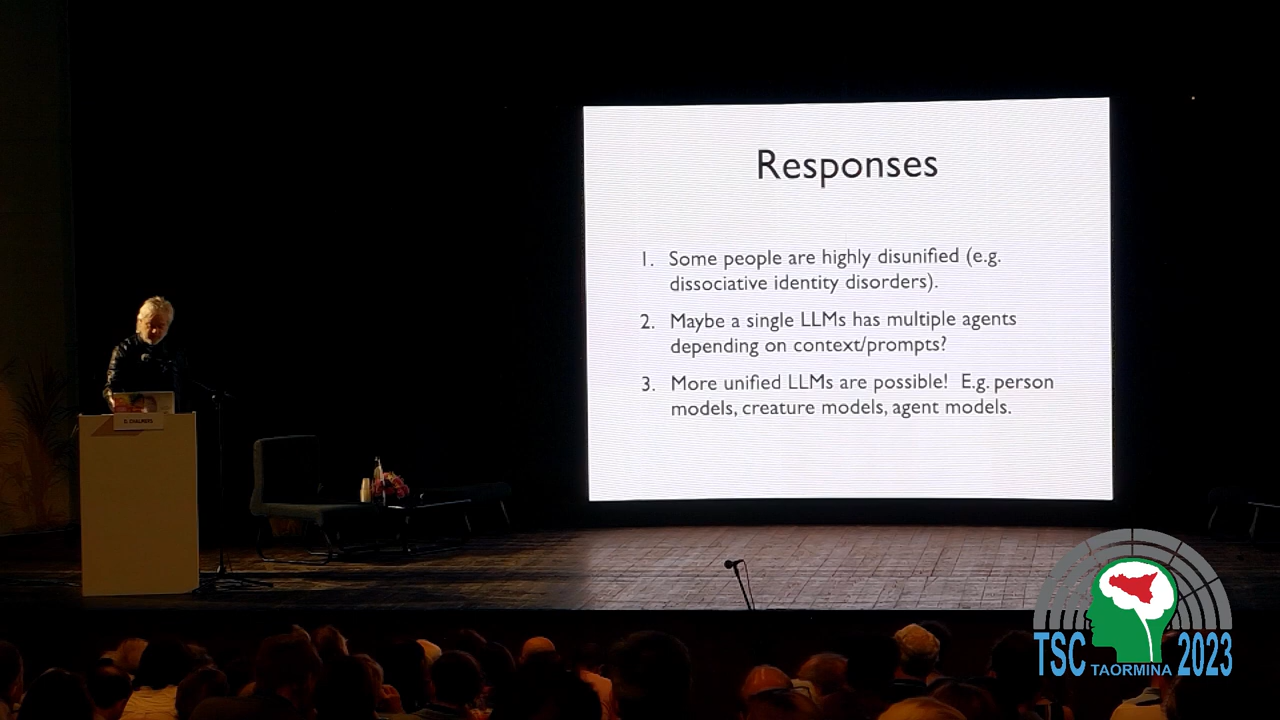 Responses
1. Some people are highly disunified (e.g.
dissociative identity disorders).
2. Maybe a single LLMs has multiple agents
depending on context/prompts?
3. More unified LLMs are possible! E.g. person
models, creature models, agent models.
D. CHALMERS
TSC TAORMINA 2023